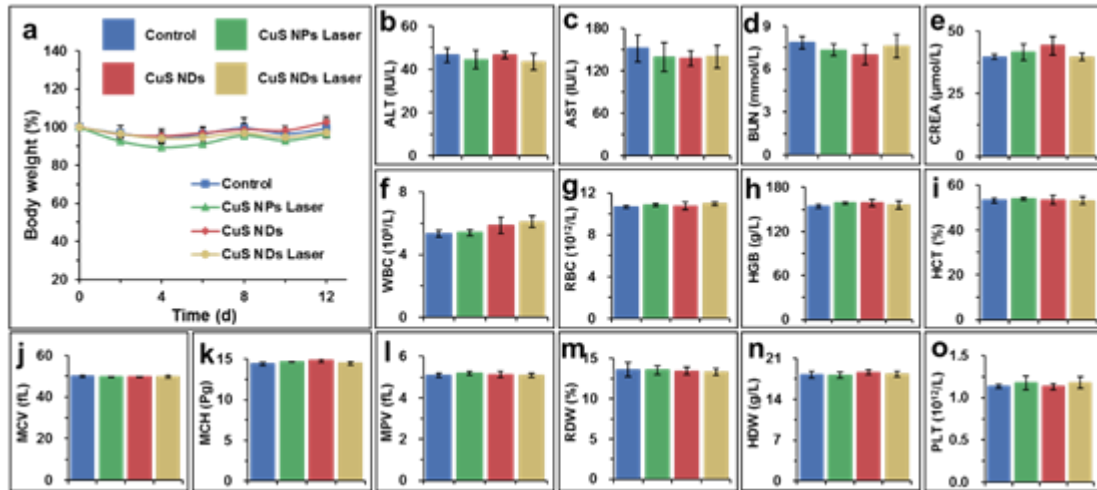 a
Control
CuS NPs Laser
CuS NDs
CuS NDs Laser
140
120
100
80
60
40
20
Body weight (%)
Control
CuS NPs Laser
CuS NDs
CuS NDs Laser
0
4
8
12
Time (d)
b
60
40
20
0
ALT (IU/L)
c
180
120
60
0
AST (IU/L)
d
9
6
3
0
BUN (mmol/L)
e
50
25
0
CREA (μmol/L)
f
8
4
0
WBC (10⁹/L)
g
12
8
4
0
RBC (10¹²/L)
h
180
120
60
0
HGB (g/L)
i
60
40
20
0
HCT (%)
j
60
40
20
0
MCV (fL)
k
15
10
5
0
MCH (Pg)
l
6
4
2
0
MPV (fL)
m
15
10
5
0
RDW (%)
n
21
14
7
0
HDW (g/L)
o
1.5
1.0
0.5
0.0
PLT (10¹²/L)